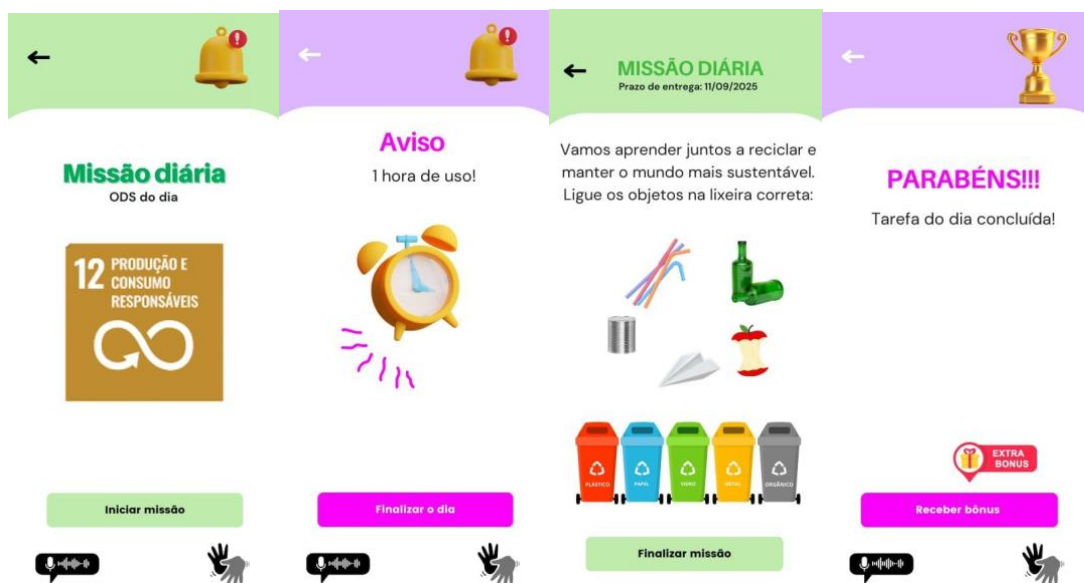 Missão diária
ODS do dia
12 PRODUÇÃO E
CONSUMO
RESPONSÁVEIS
Iniciar missão
Aviso
1 hora de uso!
Finalizar o dia
MISSÃO DIÁRIA
Prazo de entrega: 11/09/2025
Vamos aprender juntos a reciclar e
manter o mundo mais sustentável.
Ligue os objetos na lixeira correta:
PLÁSTICO
PAPEL
VIDRO
METAL
ORGÂNICO
Finalizar missão
PARABÉNS!!!
Tarefa do dia concluída!
EXTRA
BONUS
Receber bônus